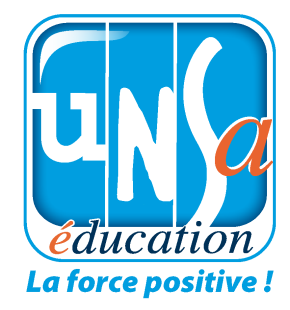 uNSa
éducation
La force positive !